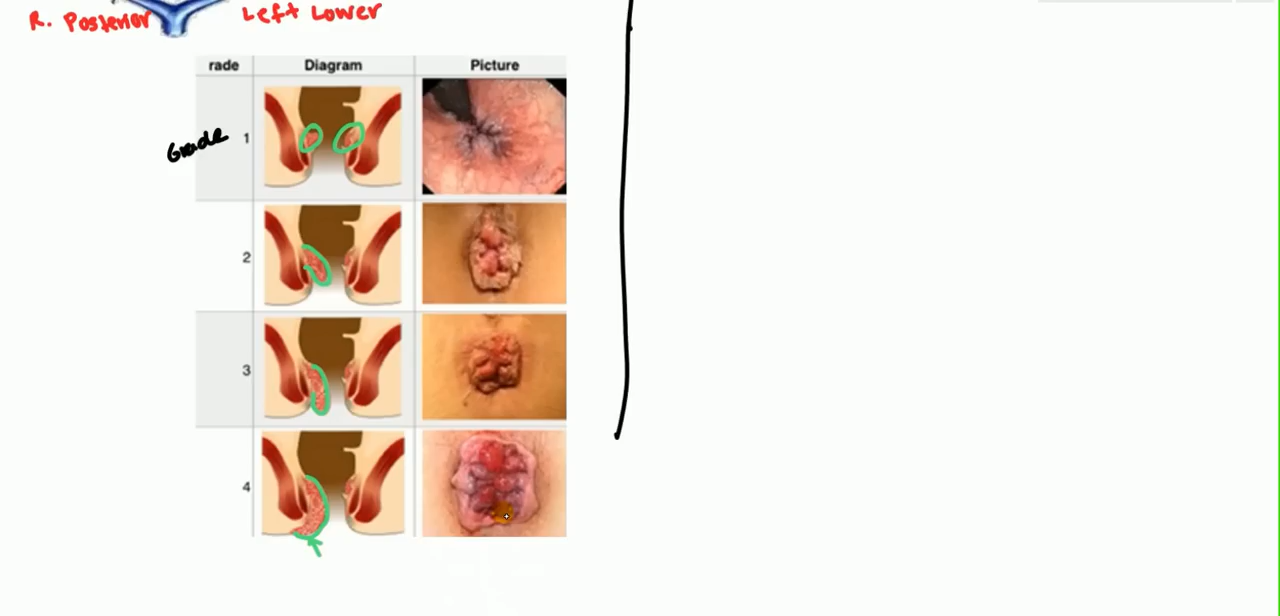 R. Posterior
Left Lower
rade Diagram Picture
Grade 1
2
3
4